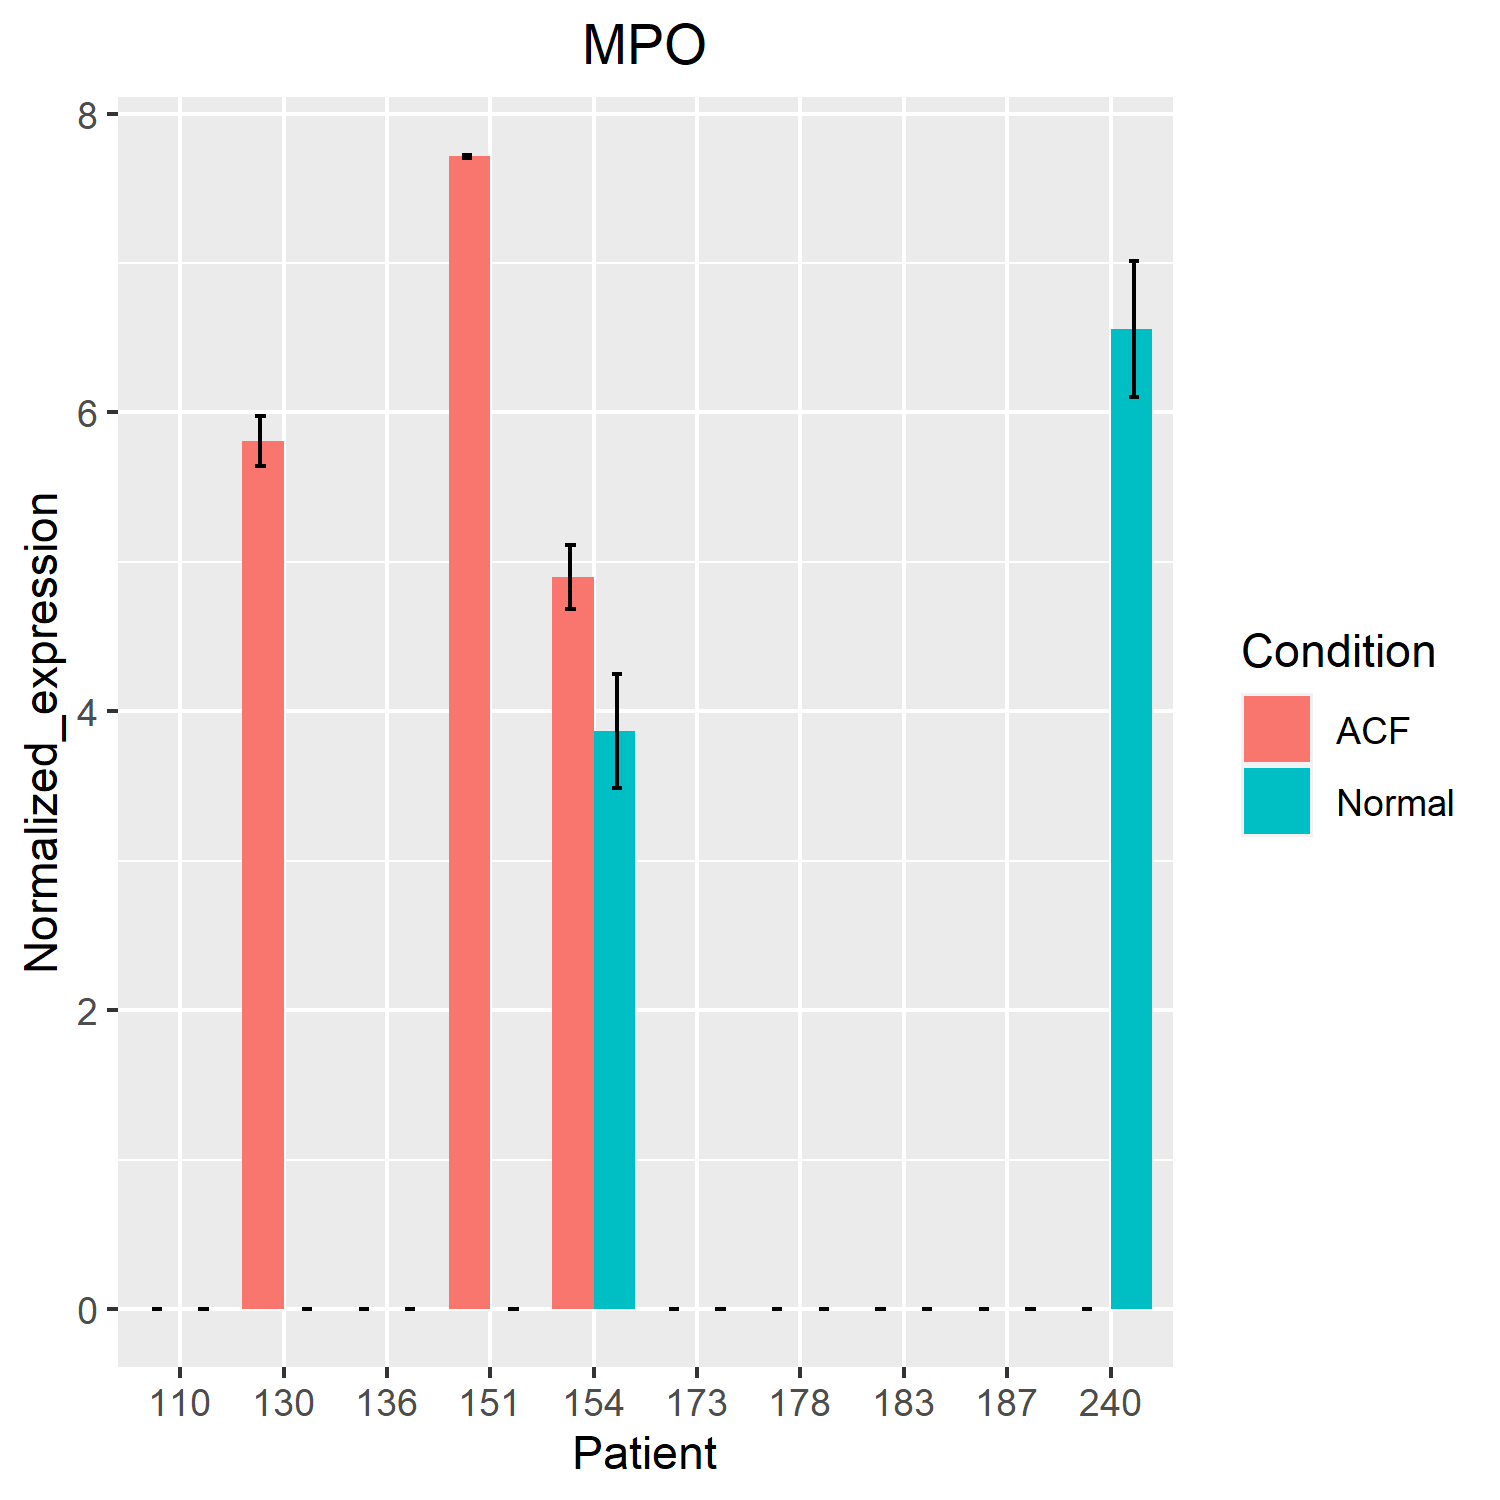 MPO
Normalized_expression
8
6
4
2
0
110 130 136 151 154 173 178 183 187 240
Patient
Condition
ACF
Normal